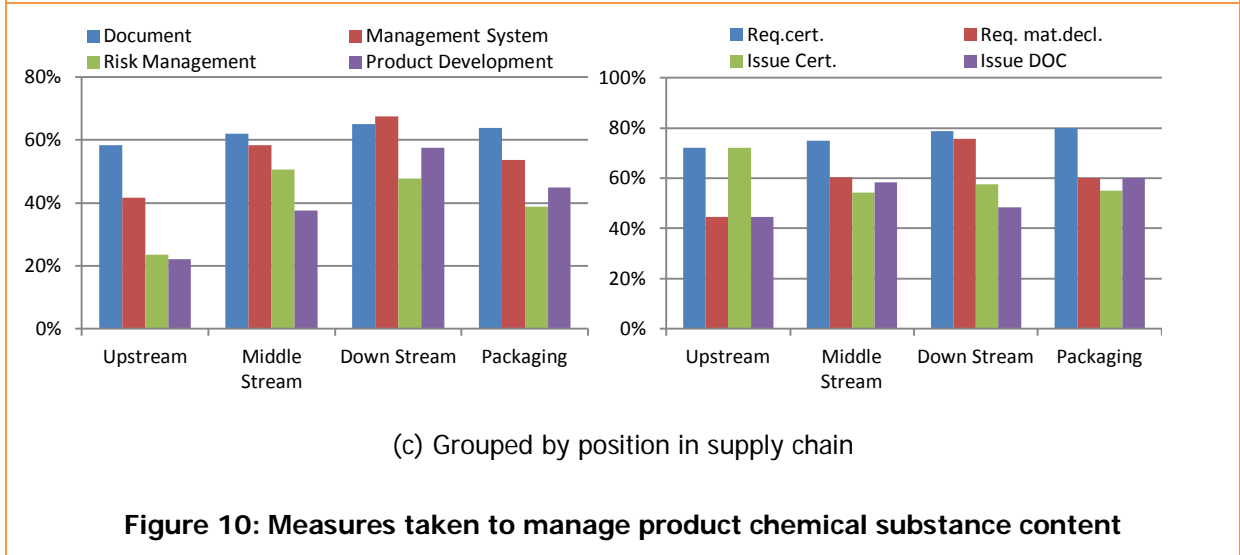 Document Management System
Risk Management Product Development
80%
60%
40%
20%
0%
Upstream Middle Stream Down Stream Packaging
Req.cert. Req. mat.decl.
Issue Cert. Issue DOC
100%
80%
60%
40%
20%
0%
Upstream Middle Stream Down Stream Packaging
(c) Grouped by position in supply chain
Figure 10: Measures taken to manage product chemical substance content